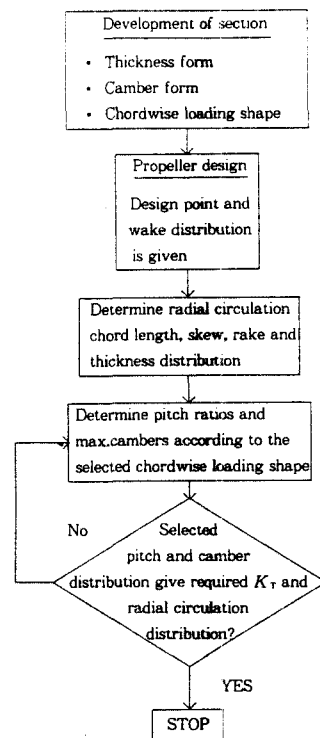 Development of section
• Thickness form
• Camber form
• Chordwise loading shape
Propeller design
Design point and
wake distribution
is given
Determine radial circulation
chord length, skew, rake and
thickness distribution
Determine pitch ratios and
max.cambers according to the
selected chordwise loading shape
No
Selected
pitch and camber
distribution give required K_T and
radial circulation
distribution?
YES
STOP